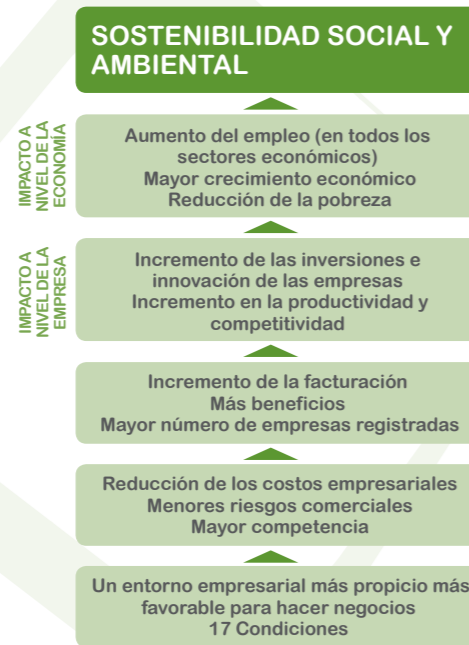 SOSTENIBILIDAD SOCIAL Y
AMBIENTAL
IMPACTO A
NIVEL DE LA
ECONOMÍA
Aumento del empleo (en todos los
sectores económicos)
Mayor crecimiento económico
Reducción de la pobreza
IMPACTO A
NIVEL DE LA
EMPRESA
Incremento de las inversiones e
innovación de las empresas
Incremento en la productividad y
competitividad
Incremento de la facturación
Más beneficios
Mayor número de empresas registradas
Reducción de los costos empresariales
Menores riesgos comerciales
Mayor competencia
Un entorno empresarial más propicio más
favorable para hacer negocios
17 Condiciones